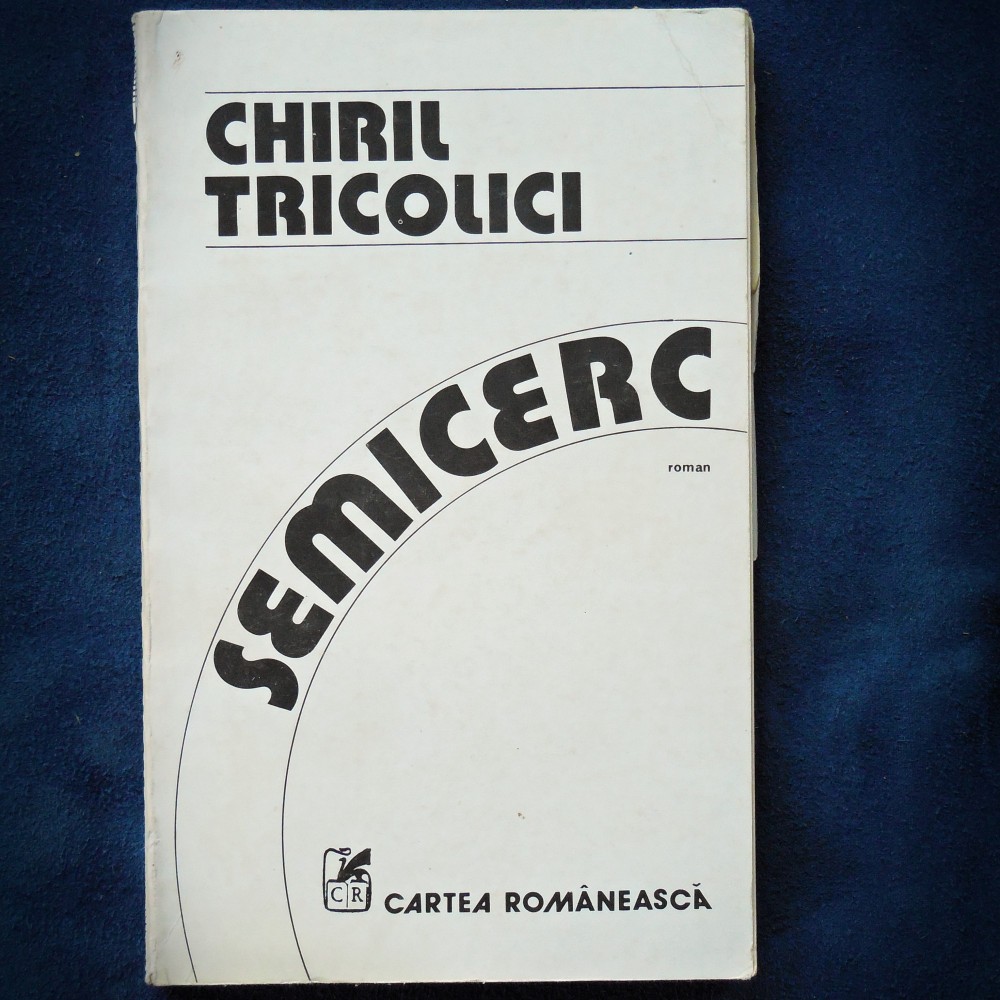 CHIRIL
TRICOLICI
SEMICERC
roman
CR
CARTEA ROMÂNEASCĂ